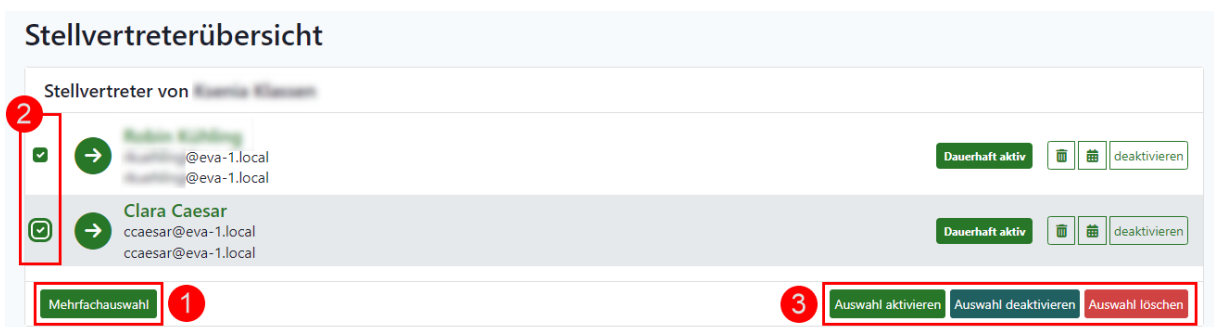 Stellvertreterübersicht
Stellvertreter von
2
@eva-1.local
@eva-1.local
Dauerhaft aktiv
deaktivieren
Clara Caesar
ccaesar@eva-1.local
ccaesar@eva-1.local
Dauerhaft aktiv
deaktivieren
Mehrfachauswahl
1
3
Auswahl aktivieren
Auswahl deaktivieren
Auswahl löschen